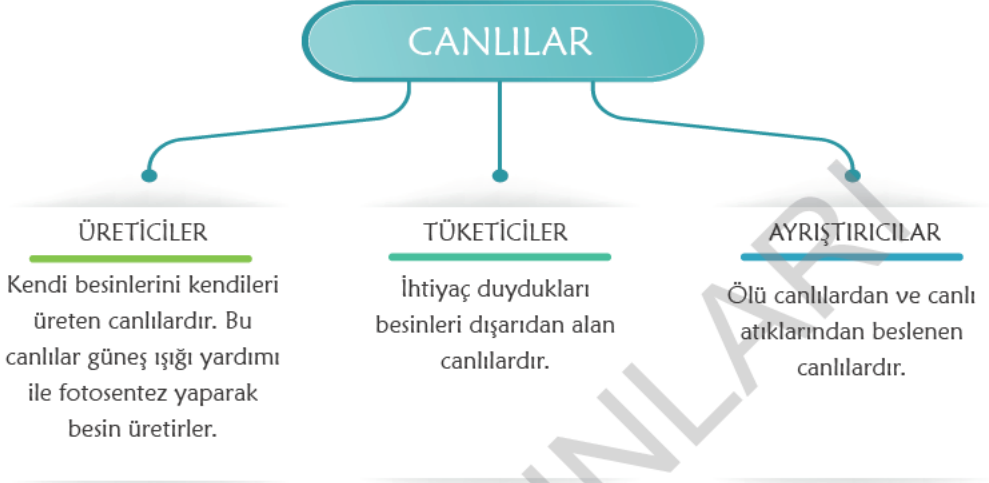 CANLILAR
ÜRETİCİLER
Kendi besinlerini kendileri
üreten canlılardır. Bu
canlılar güneş ışığı yardımı
ile fotosentez yaparak
besin üretirler.
TÜKETİCİLER
İhtiyaç duydukları
besinleri dışarıdan alan
canlılardır.
AYRIŞTIRICILAR
Ölü canlılardan ve canlı
atıklarından beslenen
canlılardır.